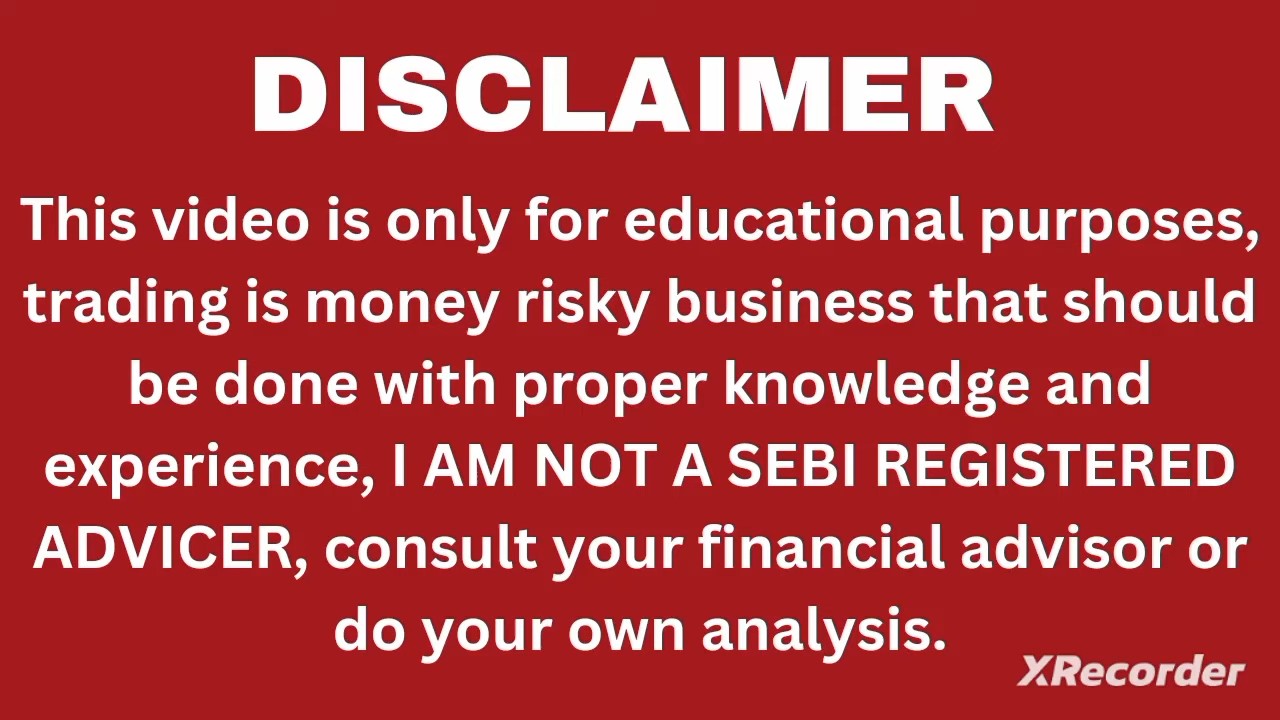 DISCLAIMER
This video is only for educational purposes,
trading is money risky business that should
be done with proper knowledge and
experience, I AM NOT A SEBI REGISTERED
ADVICER, consult your financial advisor or
do your own analysis.
XRecorder